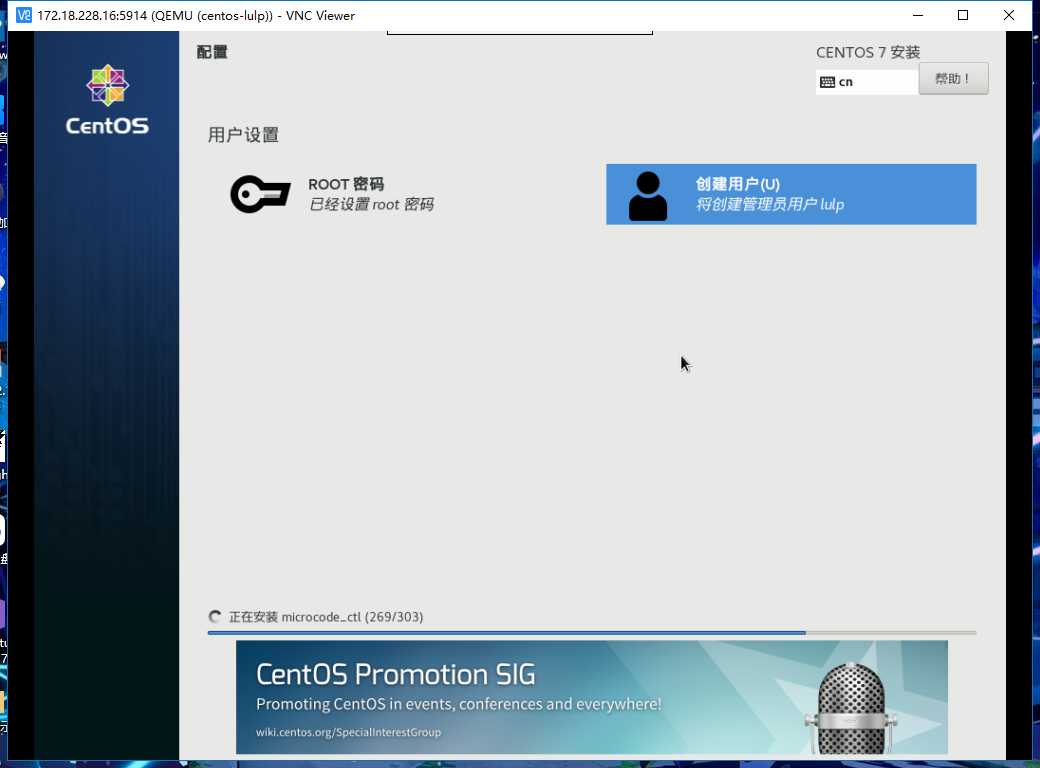 172.18.228.16:5914 (QEMU (centos-lulp)) - VNC Viewer
配置
CENTOS 7 安装
cn
帮助！
CentOS
用户设置
ROOT 密码
已经设置 root 密码
创建用户(U)
将创建管理员用户 lulp
正在安装 microcode_ctl (269/303)
CentOS Promotion SIG
Promoting CentOS in events, conferences and everywhere!
wiki.centos.org/SpecialInterestGroup